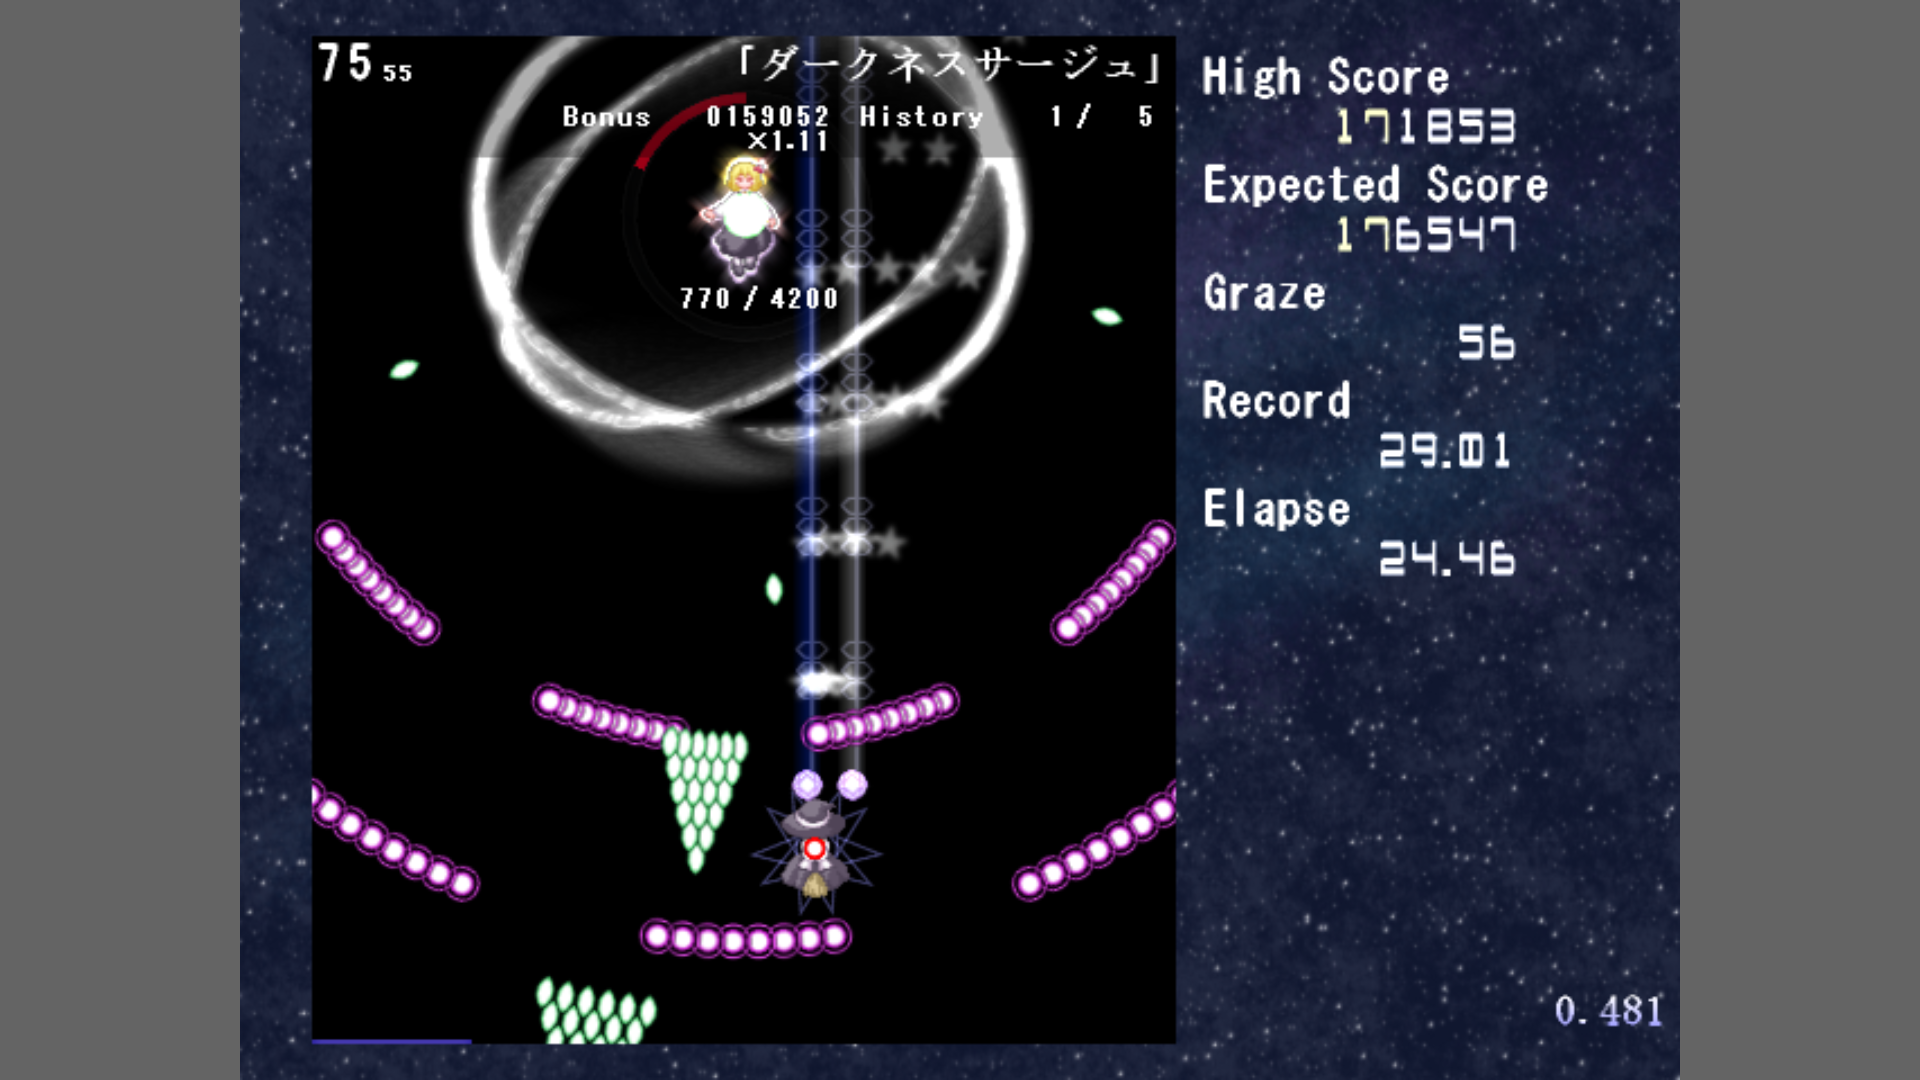 75 55
「ダークネスサージュ」
Bonus 0159052 History 1 / 5
×1.11
770 / 4200
High Score
171853
Expected Score
176547
Graze
56
Record
29.01
Elapse
24.46
0.481